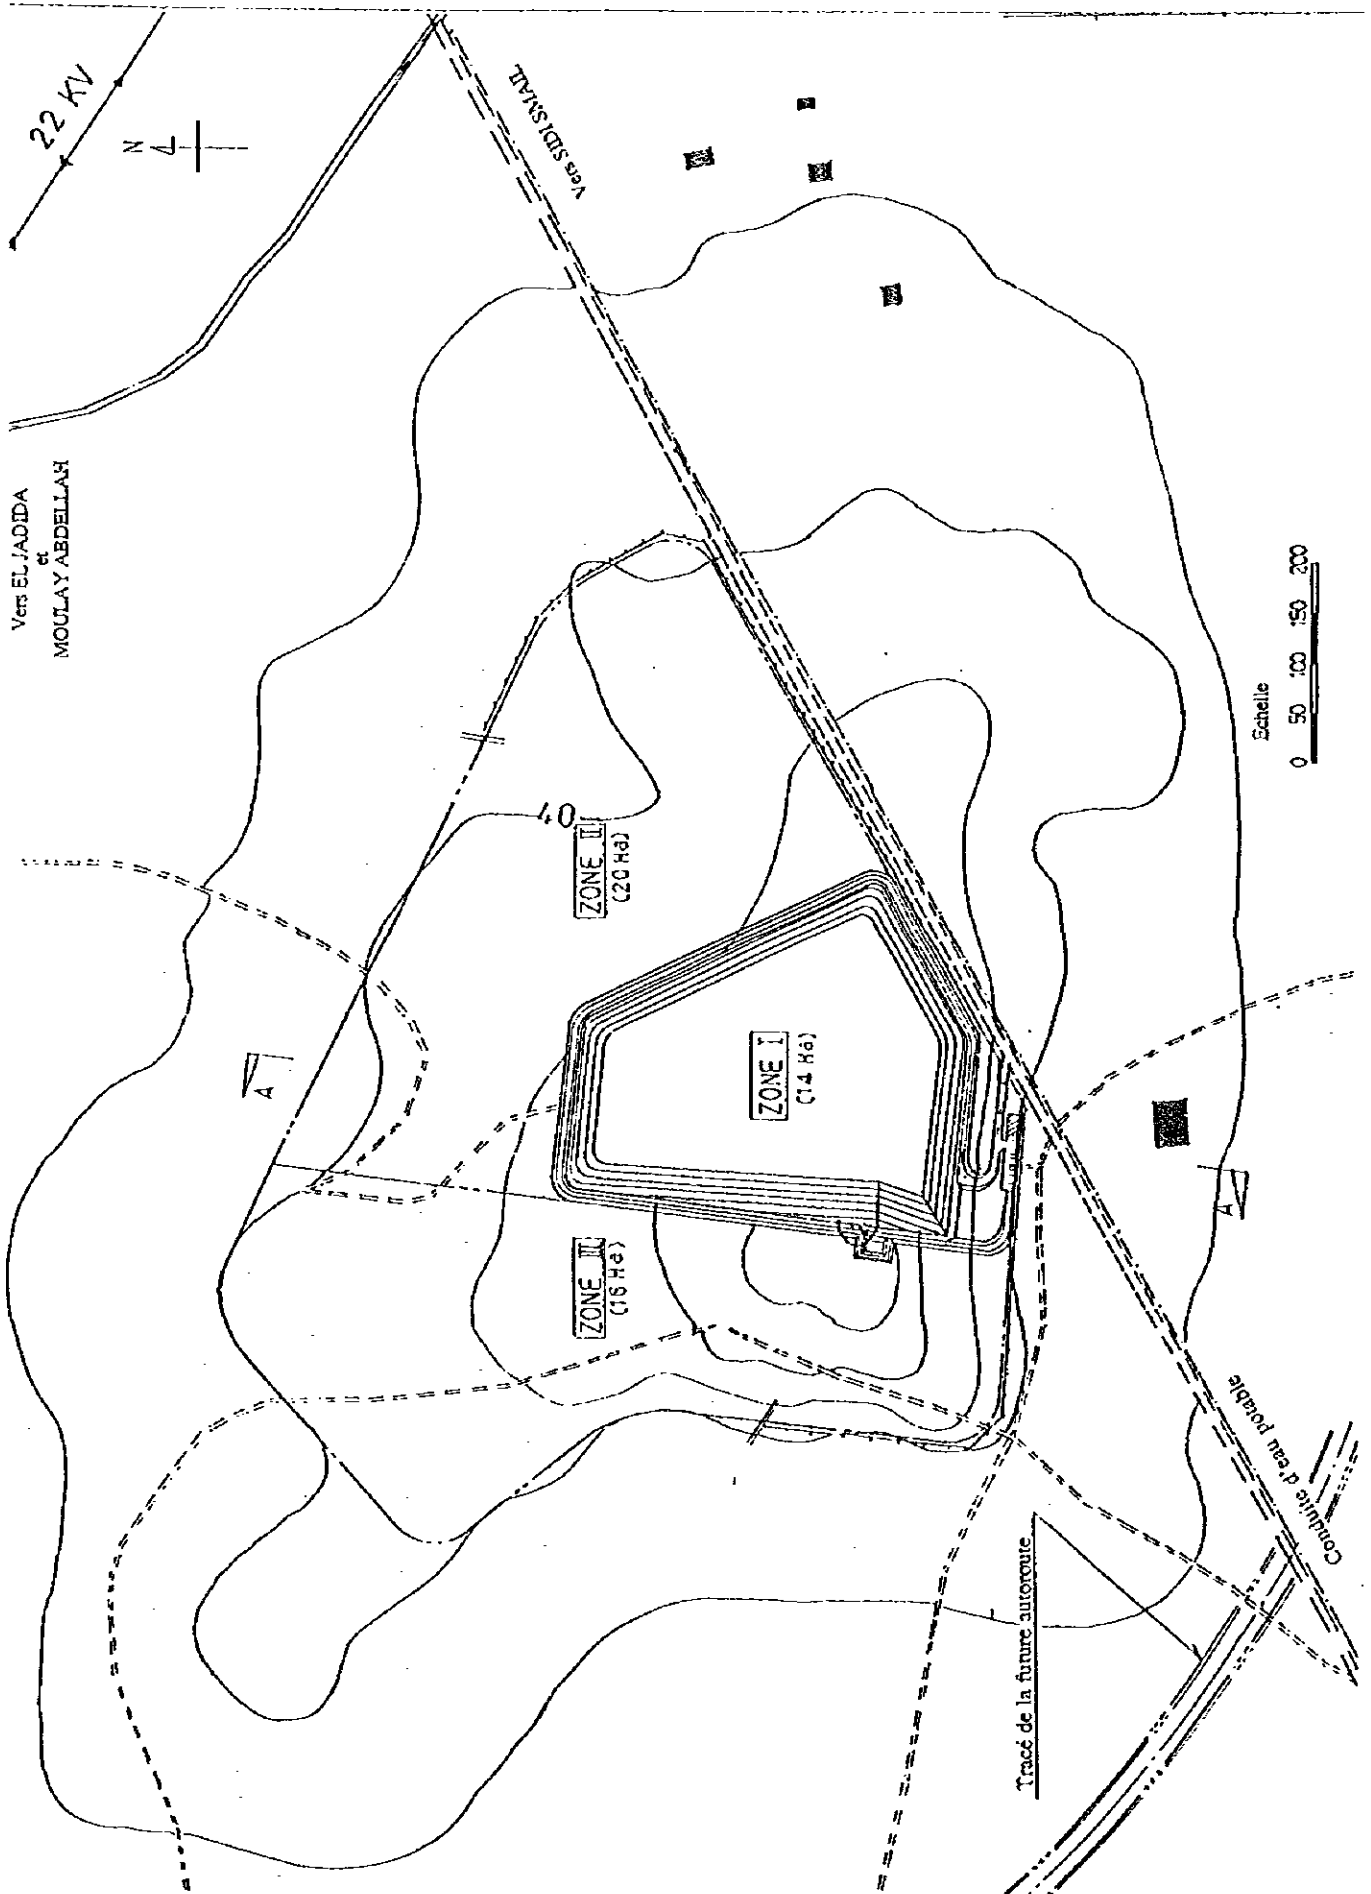 22 KV
N
Vers SIDI SMAIL
Vers EL JADIDA
et
MOULAY ABDELLAH
40
ZONE II
(20 Ha)
ZONE I
(14 Ha)
ZONE III
(16 Ha)
A
A
Echelle
0 50 100 150 200
Conduite d'eau potable
Tracé de la future autoroute